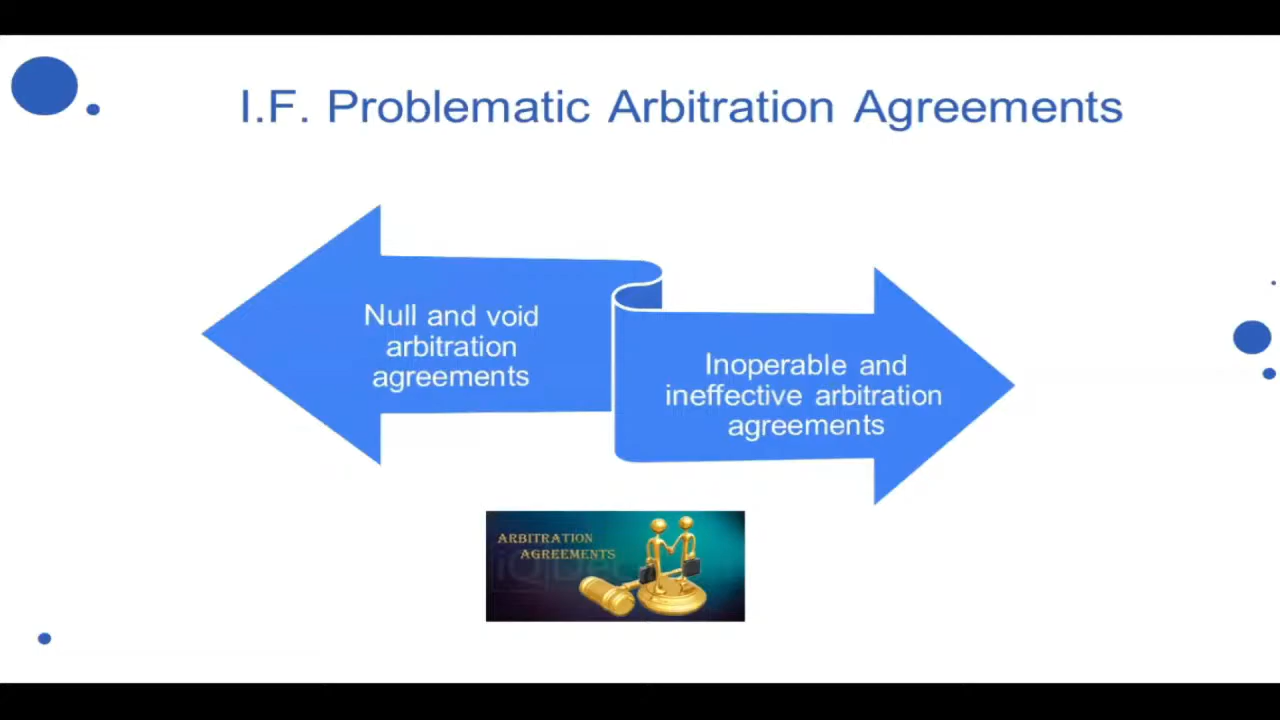 I.F. Problematic Arbitration Agreements
Null and void
arbitration
agreements
Inoperable and
ineffective arbitration
agreements
ARBITRATION
AGREEMENTS